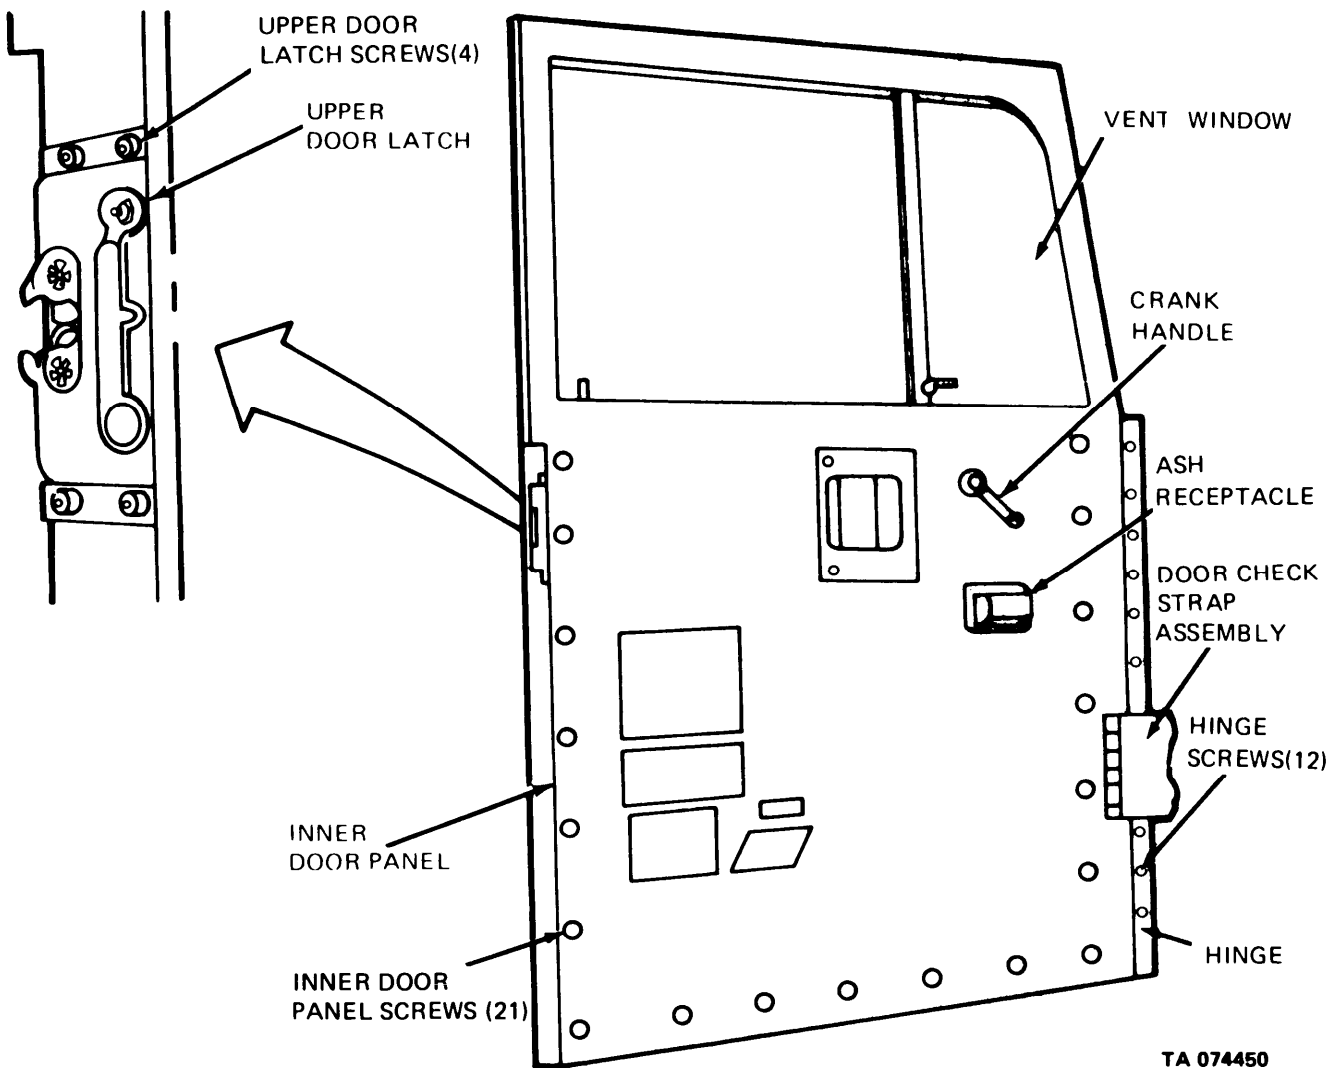 UPPER DOOR
LATCH SCREWS(4)
UPPER
DOOR LATCH
VENT WINDOW
CRANK
HANDLE
ASH
RECEPTACLE
DOOR CHECK
STRAP
ASSEMBLY
HINGE
SCREWS(12)
INNER
DOOR PANEL
HINGE
INNER DOOR
PANEL SCREWS (21)
TA 074450